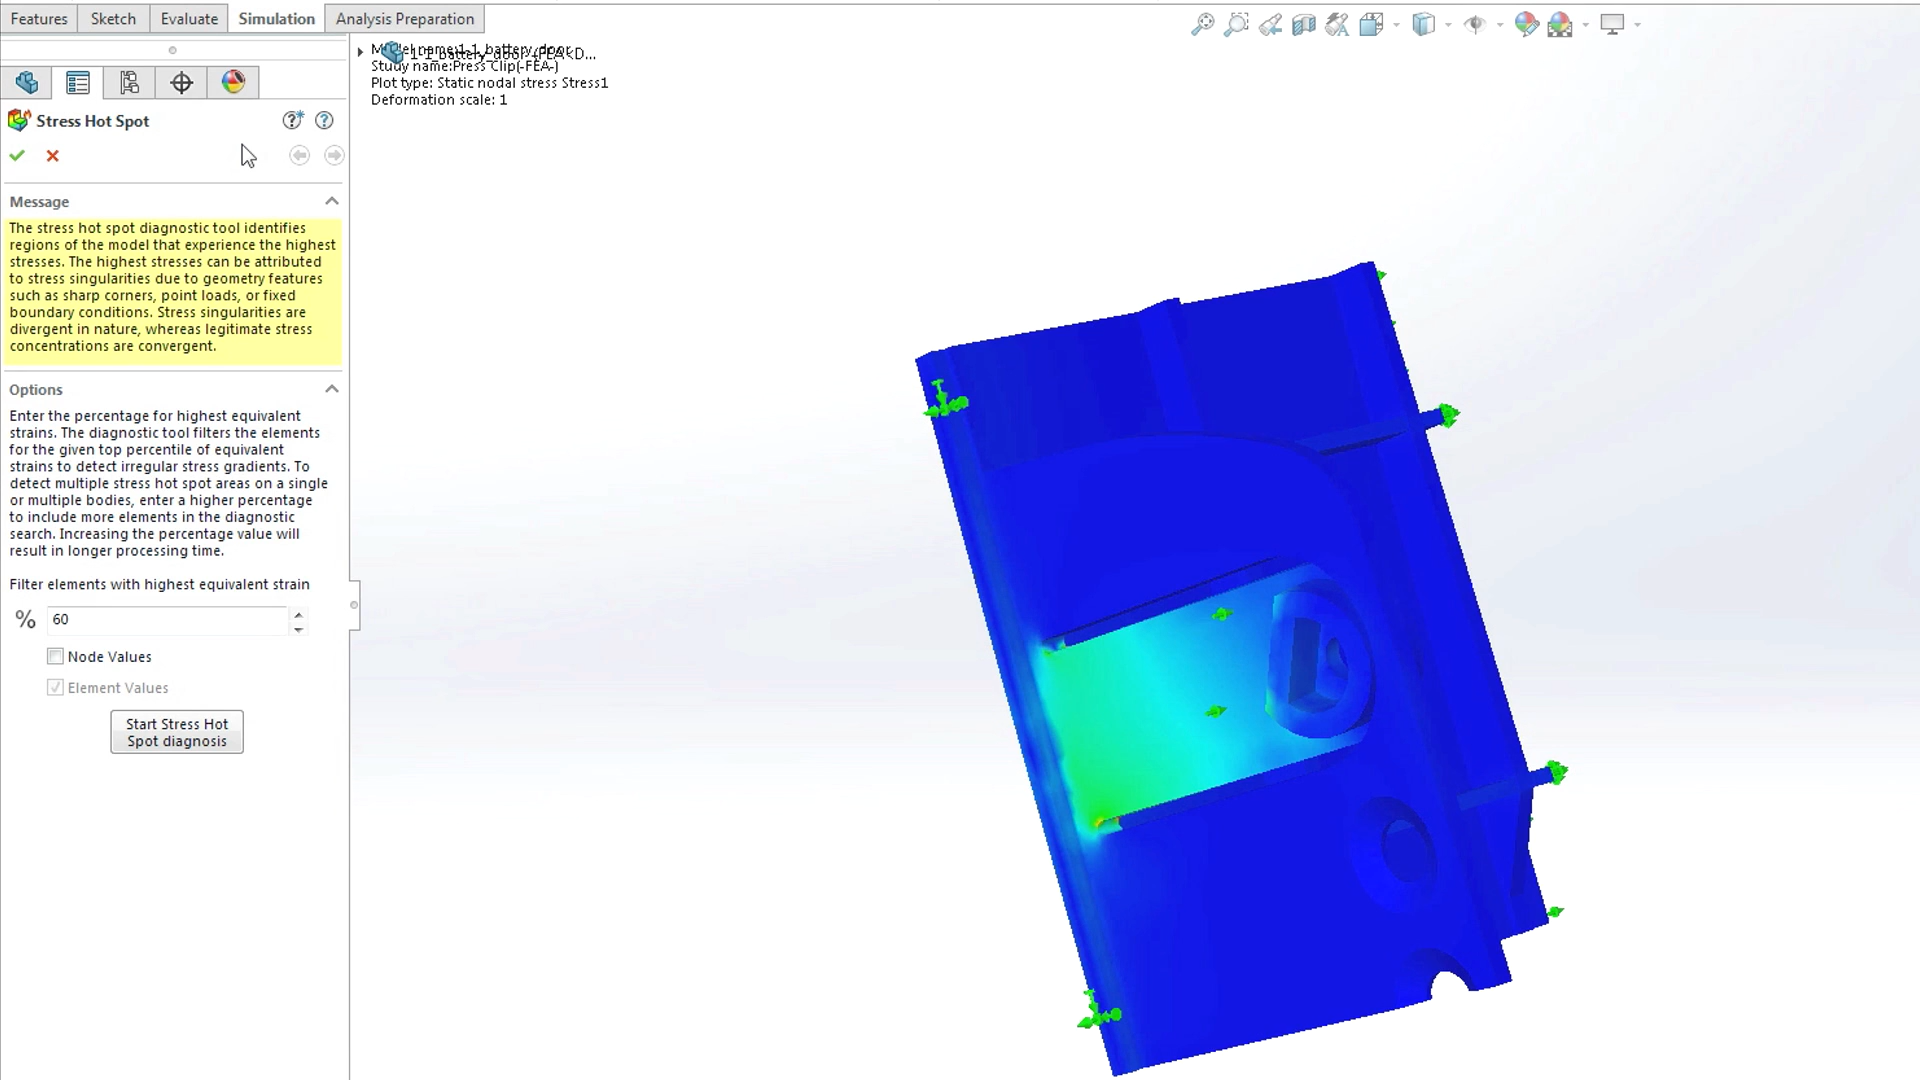 Features Sketch Evaluate Simulation Analysis Preparation
Model name:1-1_battery_door
1-1_battery_door (FEA<D...
Study name:Press Clip(-FEA-)
Plot type: Static nodal stress Stress1
Deformation scale: 1
Stress Hot Spot
Message
The stress hot spot diagnostic tool identifies
regions of the model that experience the highest
stresses. The highest stresses can be attributed
to stress singularities due to geometry features
such as sharp corners, point loads, or fixed
boundary conditions. Stress singularities are
divergent in nature, whereas legitimate stress
concentrations are convergent.
Options
Enter the percentage for highest equivalent
strains. The diagnostic tool filters the elements
for the given top percentile of equivalent
strains to detect irregular stress gradients. To
detect multiple stress hot spot areas on a single
or multiple bodies, enter a higher percentage
to include more elements in the diagnostic
search. Increasing the percentage value will
result in longer processing time.
Filter elements with highest equivalent strain
% 60
Node Values
Element Values
Start Stress Hot
Spot diagnosis